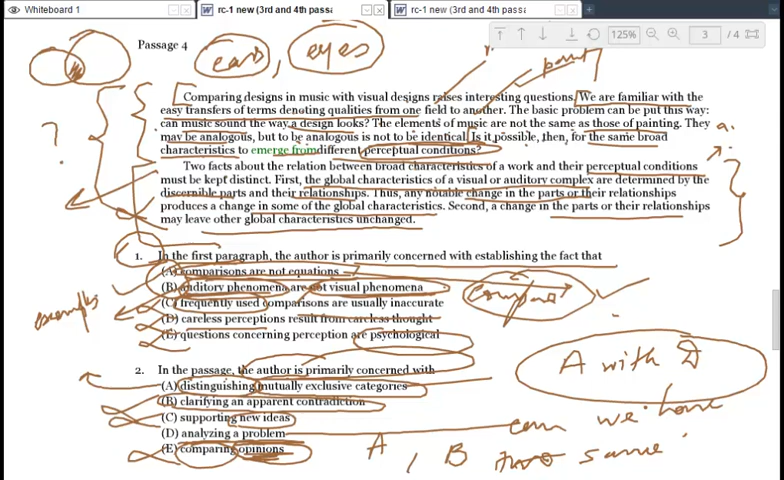 Whiteboard 1
rc-1 new (3rd and 4th passa
rc-1 new (3rd and 4th passa
125%
3 / 4
Passage 4
ears, eyes
paint
Comparing designs in music with visual designs raises interesting questions. We are familiar with the
easy transfers of terms denoting qualities from one field to another. The basic problem can be put this way:
can music sound the way a design looks? The elements of music are not the same as those of painting. They
may be analogous, but to be analogous is not to be identical. Is it possible, then, for the same broad
characteristics to emerge fromdifferent perceptual conditions?
?
a.
Two facts about the relation between broad characteristics of a work and their perceptual conditions
must be kept distinct. First, the global characteristics of a visual or auditory complex are determined by the
discernible parts and their relationships. Thus, any notable change in the parts or their relationships
produces a change in some of the global characteristics. Second, a change in the parts or their relationships
may leave other global characteristics unchanged.
1. In the first paragraph, the author is primarily concerned with establishing the fact that
(A) comparisons are not equations
(B) auditory phenomena are not visual phenomena
(C) frequently used comparisons are usually inaccurate
(D) careless perceptions result from careless thought
(E) questions concerning perception are psychological
examples
compare
2. In the passage, the author is primarily concerned with
(A) distinguishing mutually exclusive categories
(B) clarifying an apparent contradiction
(C) supporting new ideas
(D) analyzing a problem
(E) comparing opinions
A with
can we have
A, B two same